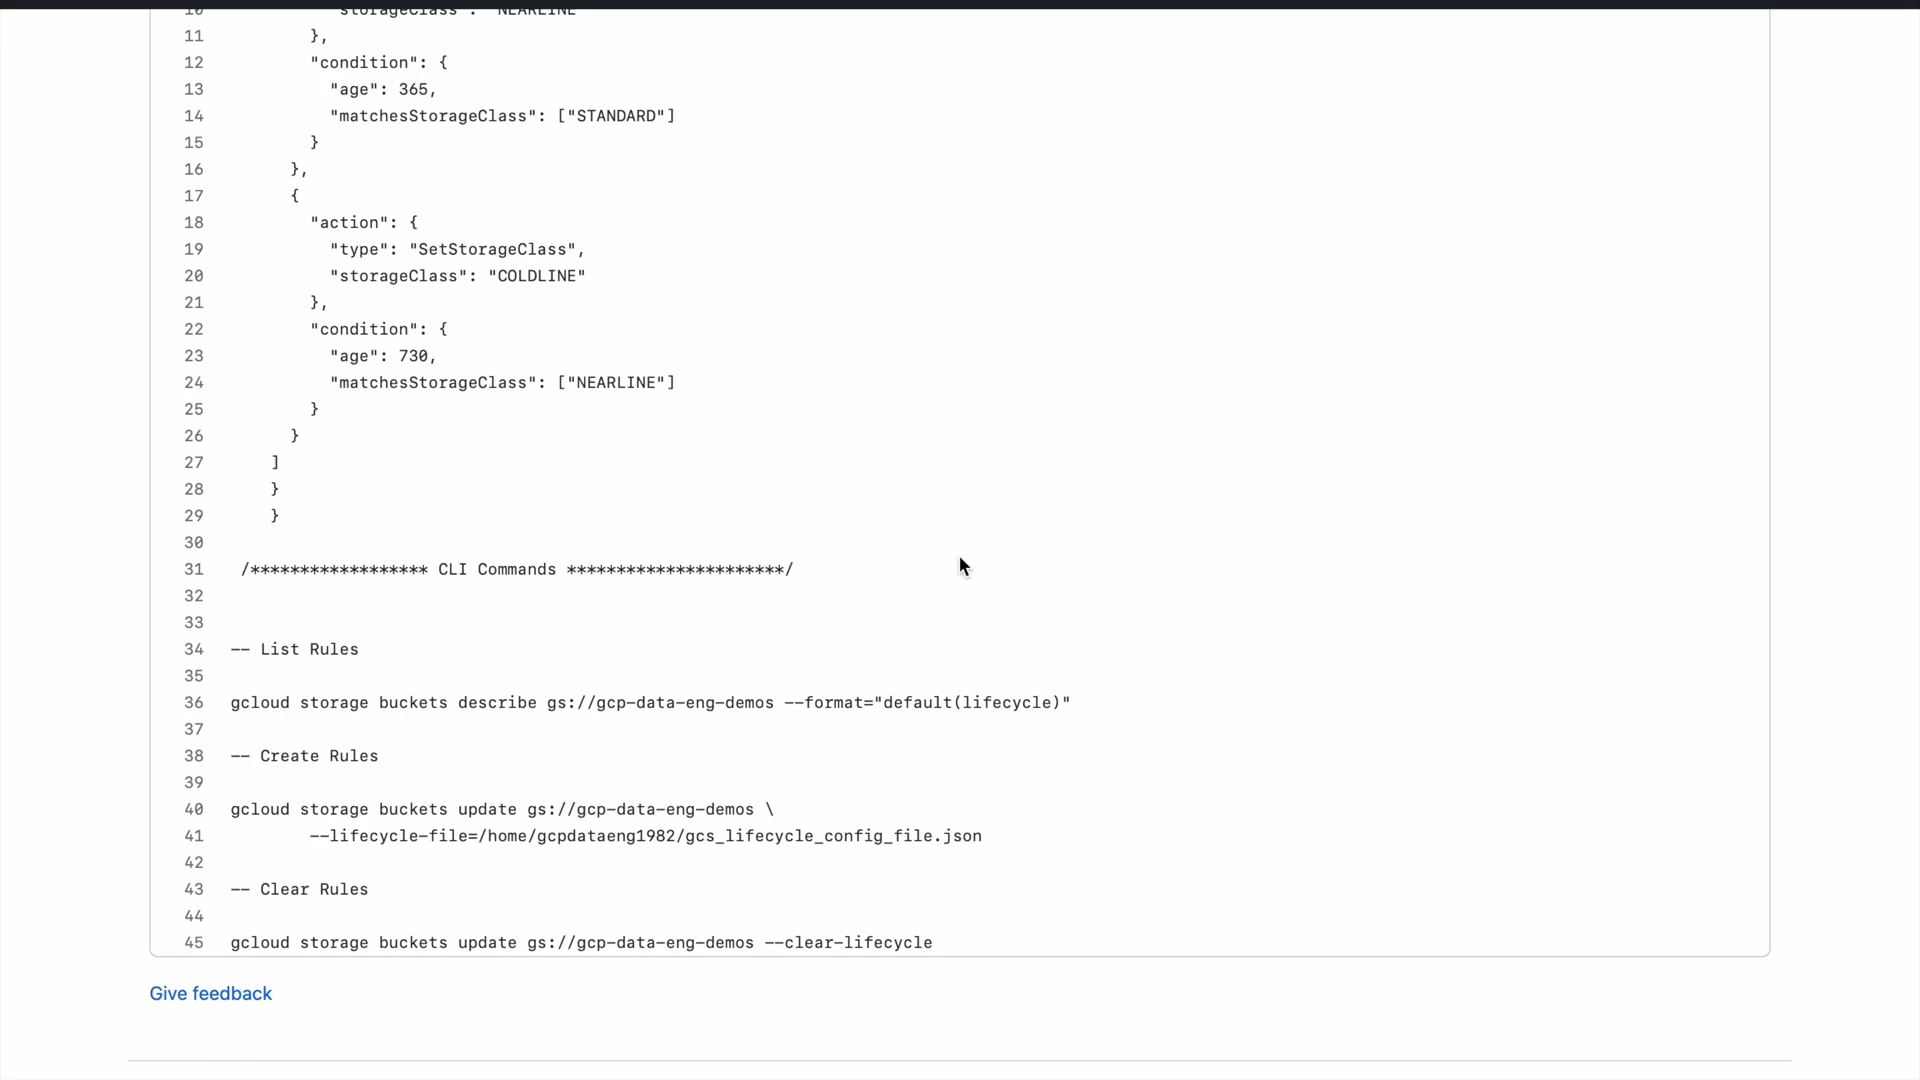 10 "storageClass": "NEARLINE"
11 },
12 "condition": {
13 "age": 365,
14 "matchesStorageClass": ["STANDARD"]
15 }
16 },
17 {
18 "action": {
19 "type": "SetStorageClass",
20 "storageClass": "COLDLINE"
21 },
22 "condition": {
23 "age": 730,
24 "matchesStorageClass": ["NEARLINE"]
25 }
26 }
27 ]
28 }
29 }
30
31 /****************** CLI Commands **********************/
32
33
34 -- List Rules
35
36 gcloud storage buckets describe gs://gcp-data-eng-demos --format="default(lifecycle)"
37
38 -- Create Rules
39
40 gcloud storage buckets update gs://gcp-data-eng-demos \
41 --lifecycle-file=/home/gcpdataeng1982/gcs_lifecycle_config_file.json
42
43 -- Clear Rules
44
45 gcloud storage buckets update gs://gcp-data-eng-demos --clear-lifecycle
Give feedback